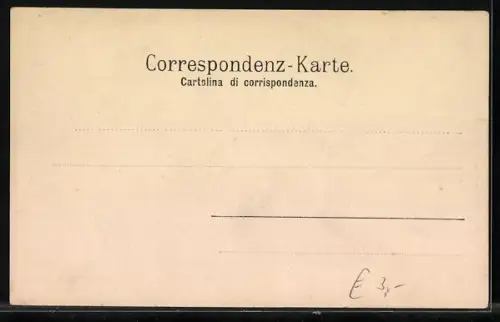 Correspondenz-Karte.
Cartolina di corrispondenza.
E 3,-